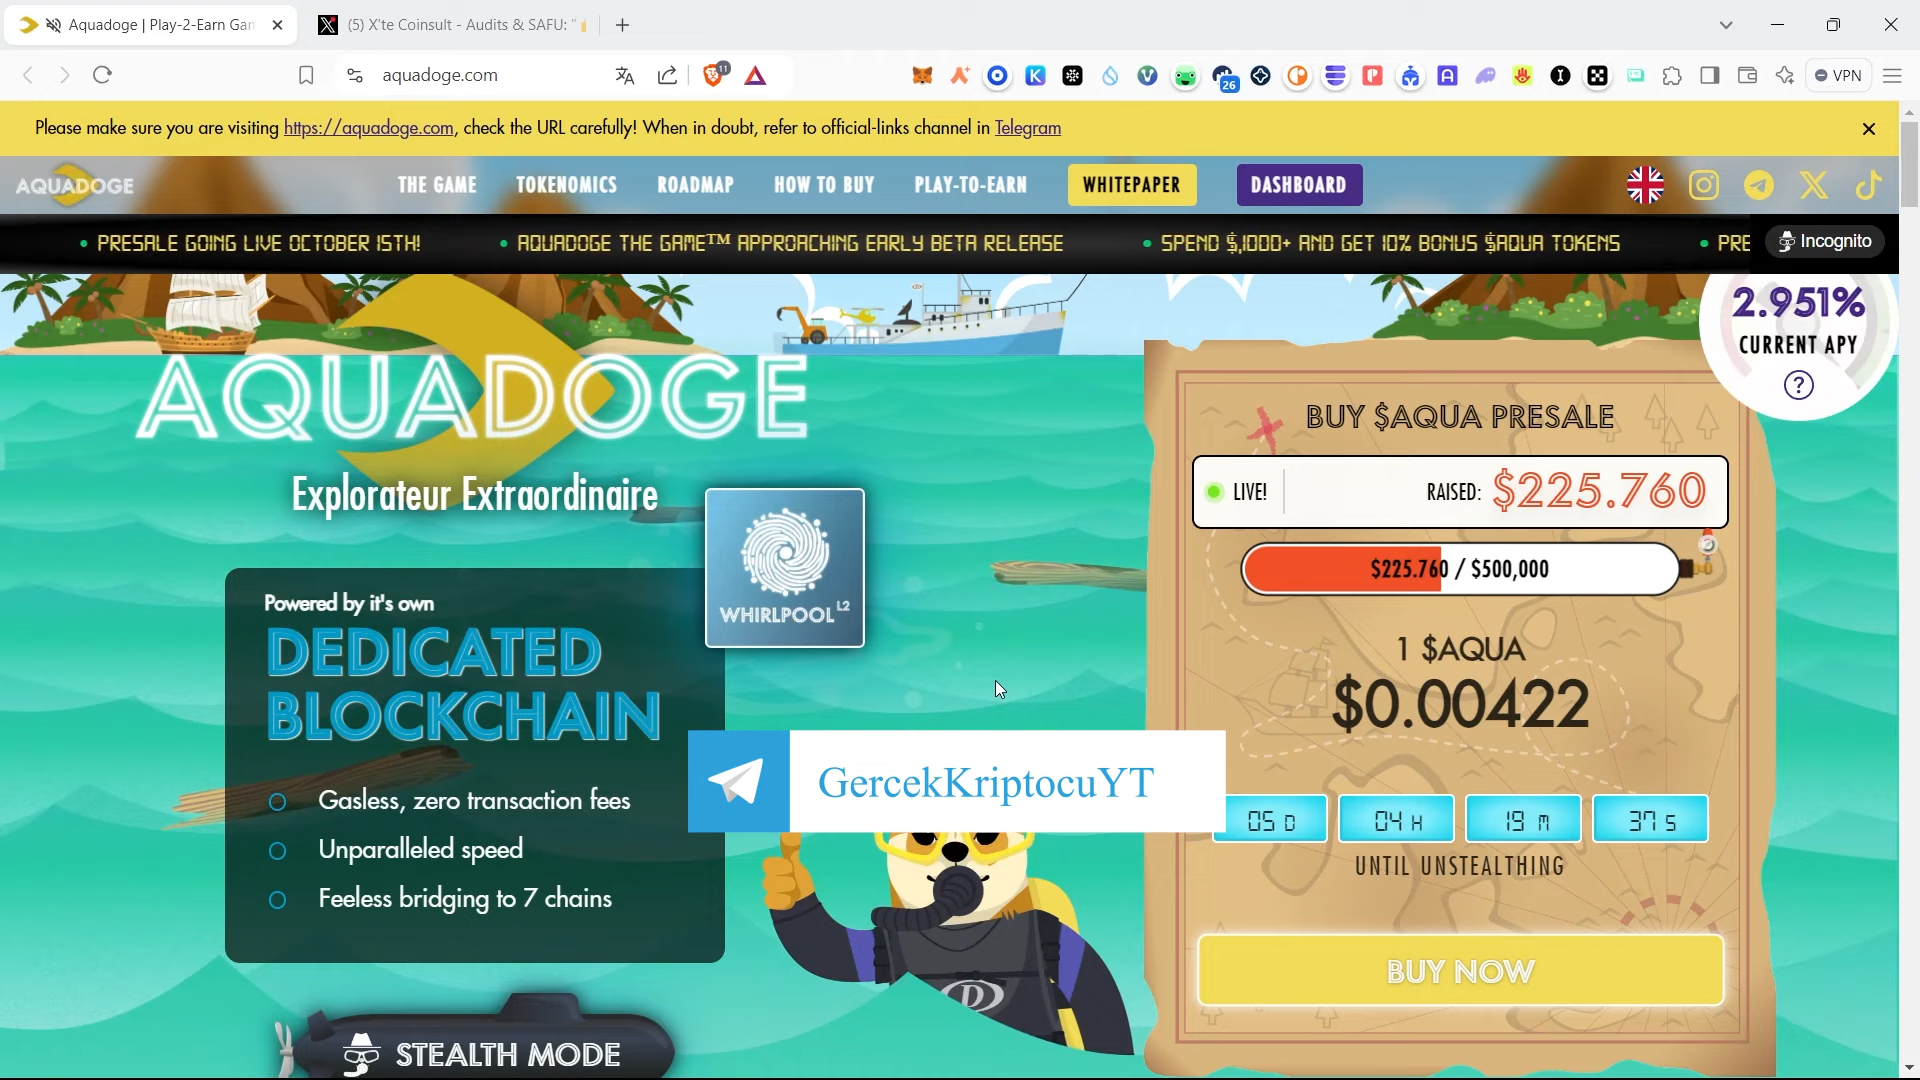 Aquadoge | Play-2-Earn Gam
(5) X'te Coinsult - Audits & SAFU: "
aquadoge.com
11
26
VPN
Please make sure you are visiting https://aquadoge.com, check the URL carefully! When in doubt, refer to official-links channel in Telegram
AQUADOGE
THE GAME
TOKENOMICS
ROADMAP
HOW TO BUY
PLAY-TO-EARN
WHITEPAPER
DASHBOARD
PRESALE GOING LIVE OCTOBER 15TH!
AQUADOGE THE GAME™ APPROACHING EARLY BETA RELEASE
SPEND $,1000+ AND GET 10% BONUS $AQUA TOKENS
PRE
Incognito
2.951%
CURRENT APY
?
AQUADOGE
Explorateur Extraordinaire
WHIRLPOOL L2
Powered by it's own
DEDICATED
BLOCKCHAIN
Gasless, zero transaction fees
Unparalleled speed
Feeless bridging to 7 chains
STEALTH MODE
GercekKriptocuYT
D
BUY $AQUA PRESALE
LIVE!
RAISED: $225.760
$225.760 / $500,000
1 $AQUA
$0.00422
05 D
04 H
19 M
37 S
UNTIL UNSTEALTHING
BUY NOW